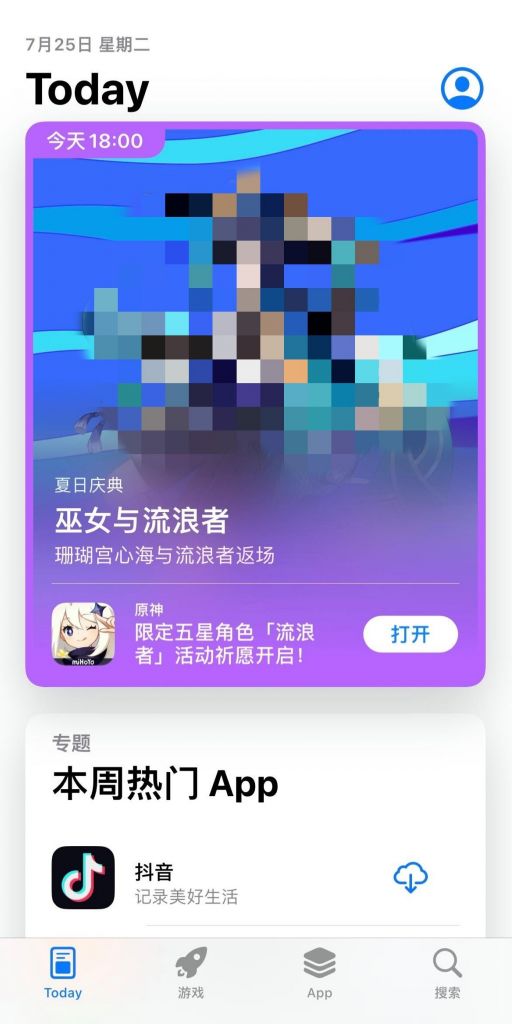 7月25日 星期二
Today
今天 18:00
夏日庆典
巫女与流浪者
珊瑚宫心海与流浪者返场
原神
限定五星角色「流浪
者」活动祈愿开启！
打开
miHoYo
专题
本周热门 App
抖音
记录美好生活
Today
游戏
App
搜索